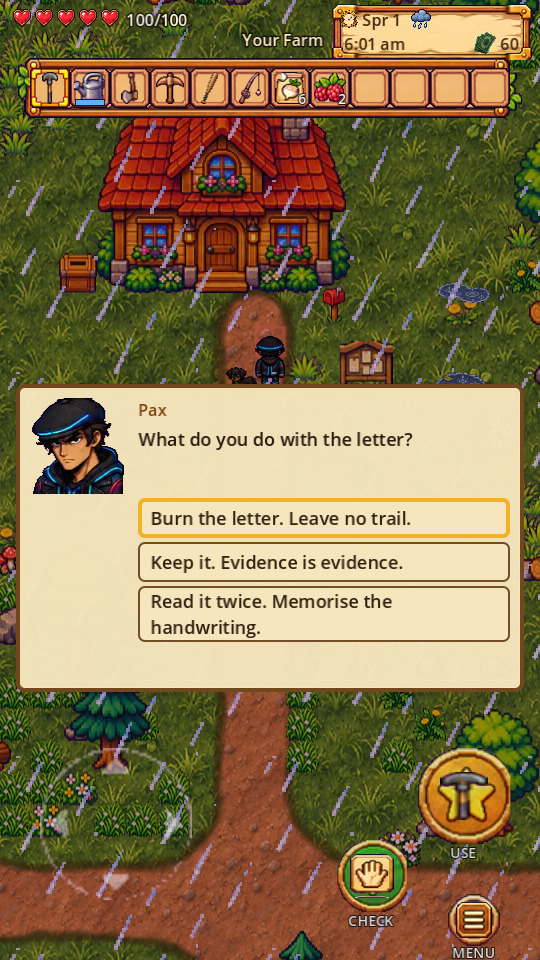 100/100
Spr 1
Your Farm
6:01 am
60
6
2
Pax
What do you do with the letter?
Burn the letter. Leave no trail.
Keep it. Evidence is evidence.
Read it twice. Memorise the
handwriting.
USE
CHECK
MENU